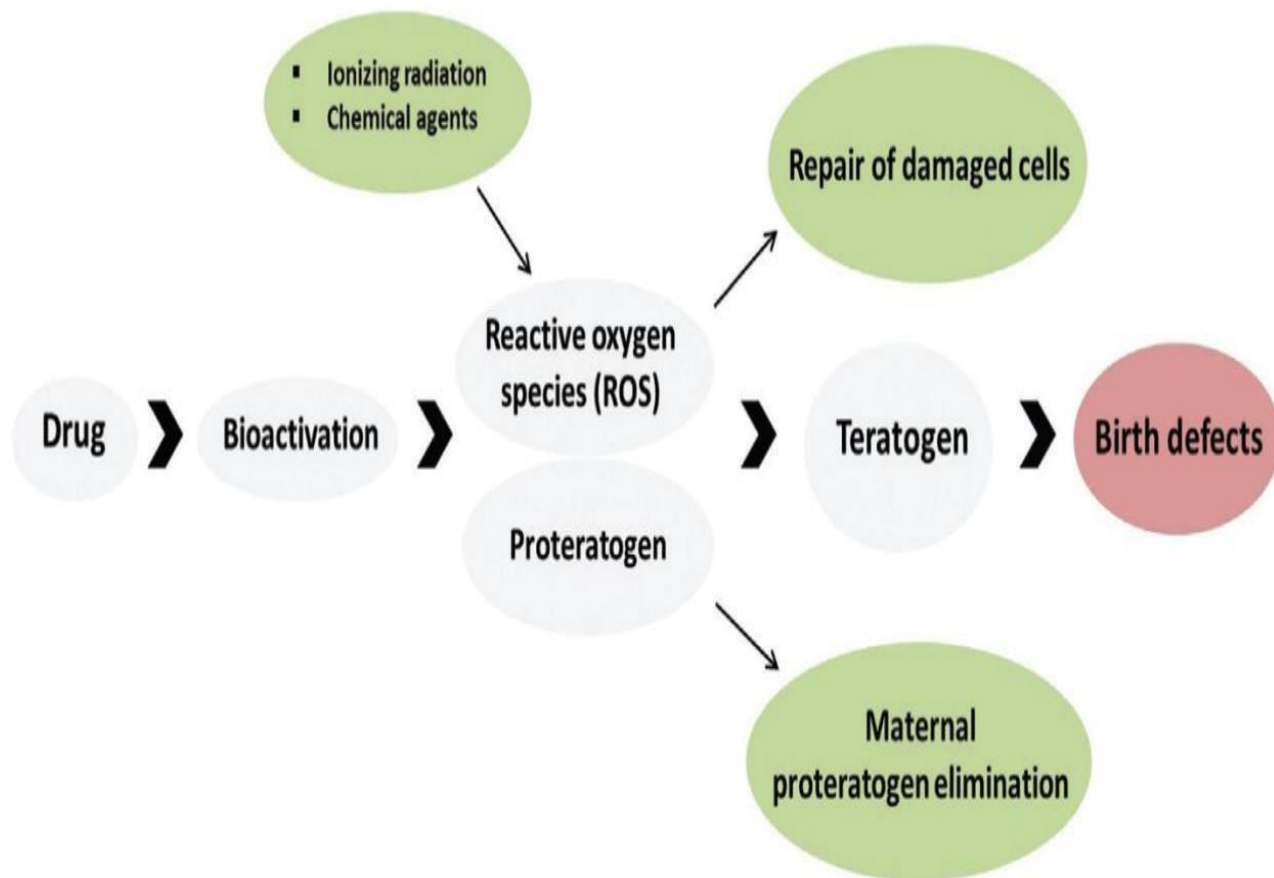 ▪ Ionizing radiation
▪ Chemical agents
Repair of damaged cells
Reactive oxygen
species (ROS)
Drug
Bioactivation
Teratogen
Birth defects
Proteratogen
Maternal
proteratogen elimination